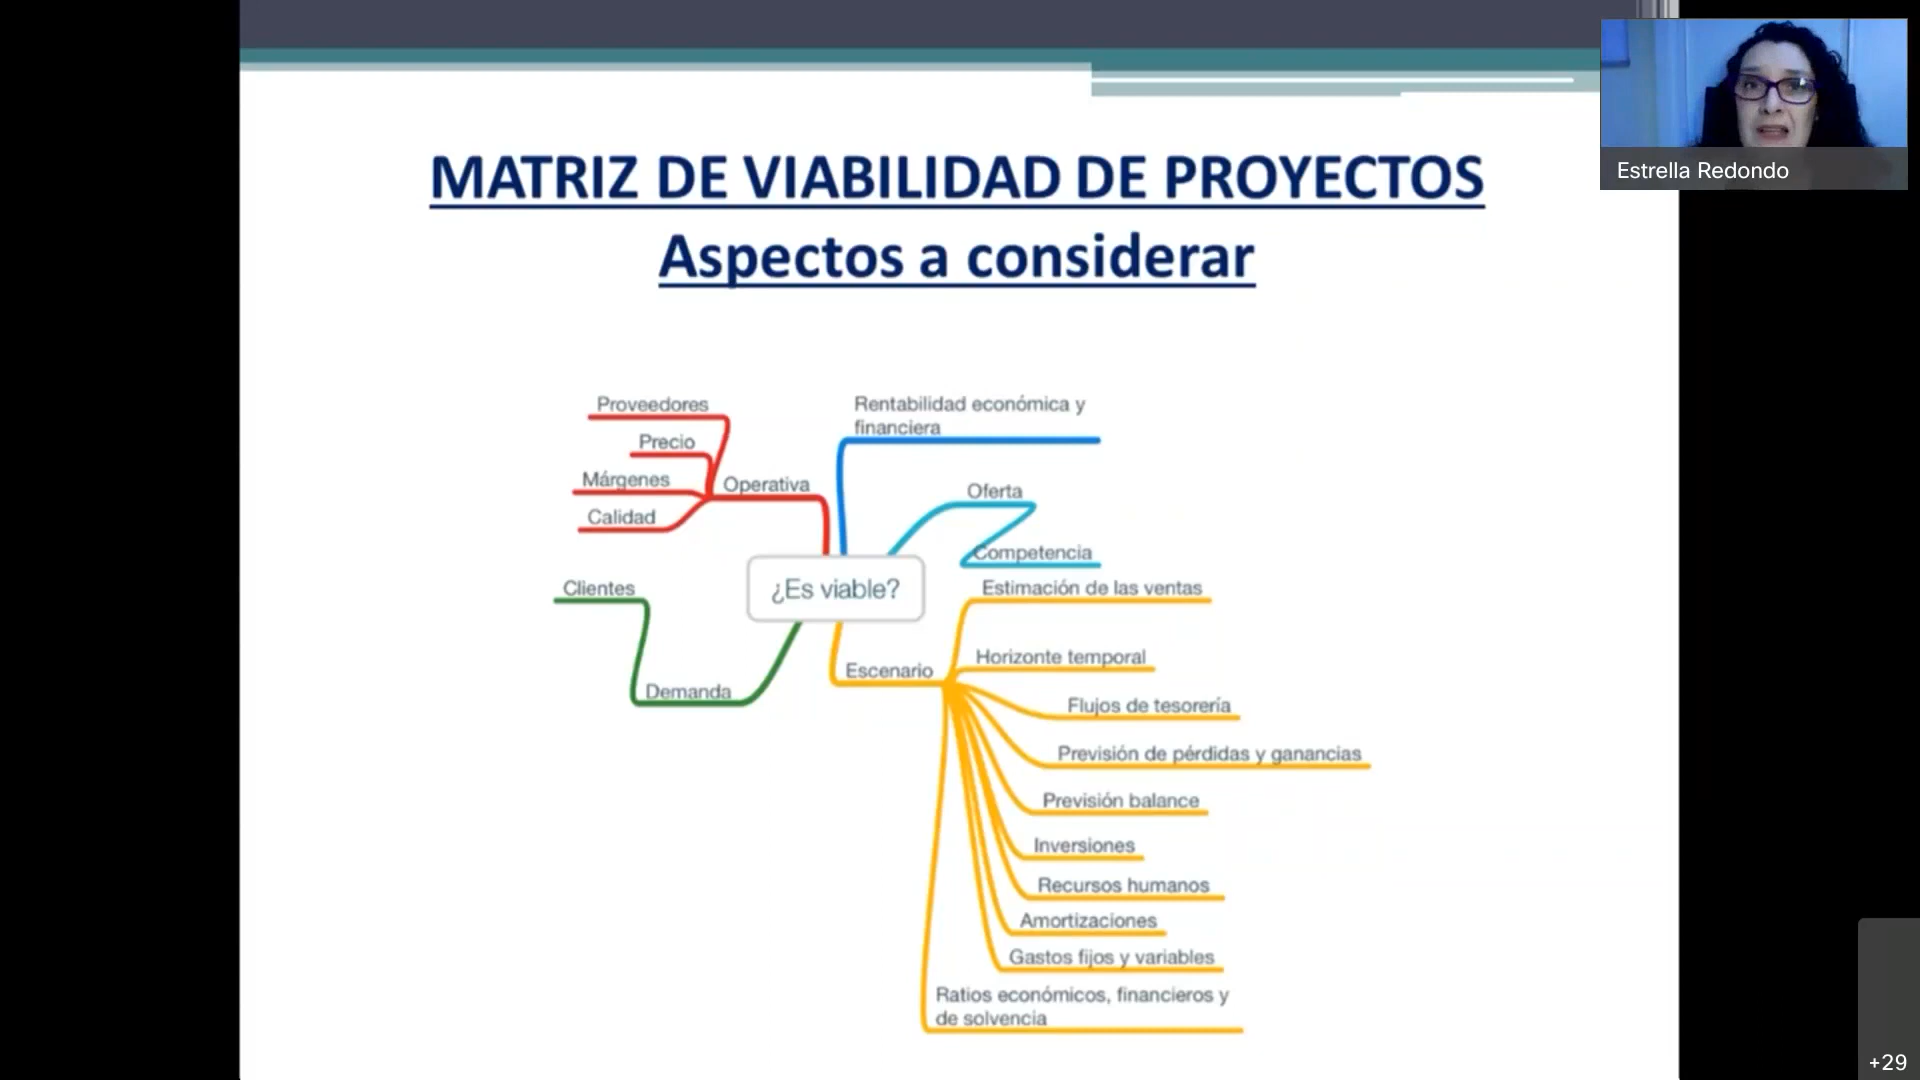 MATRIZ DE VIABILIDAD DE PROYECTOS
Aspectos a considerar
Estrella Redondo
Proveedores
Precio
Márgenes
Calidad
Operativa
Rentabilidad económica y
financiera
Oferta
Competencia
¿Es viable?
Clientes
Demanda
Escenario
Estimación de las ventas
Horizonte temporal
Flujos de tesorería
Previsión de pérdidas y ganancias
Previsión balance
Inversiones
Recursos humanos
Amortizaciones
Gastos fijos y variables
Ratios económicos, financieros y
de solvencia
+29